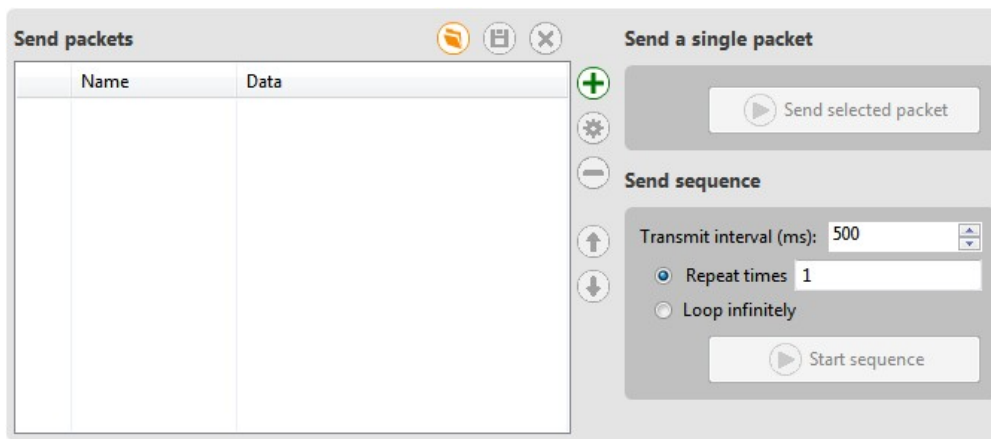 Send packets
Name Data
Send a single packet
Send selected packet
Send sequence
Transmit interval (ms): 500
Repeat times 1
Loop infinitely
Start sequence